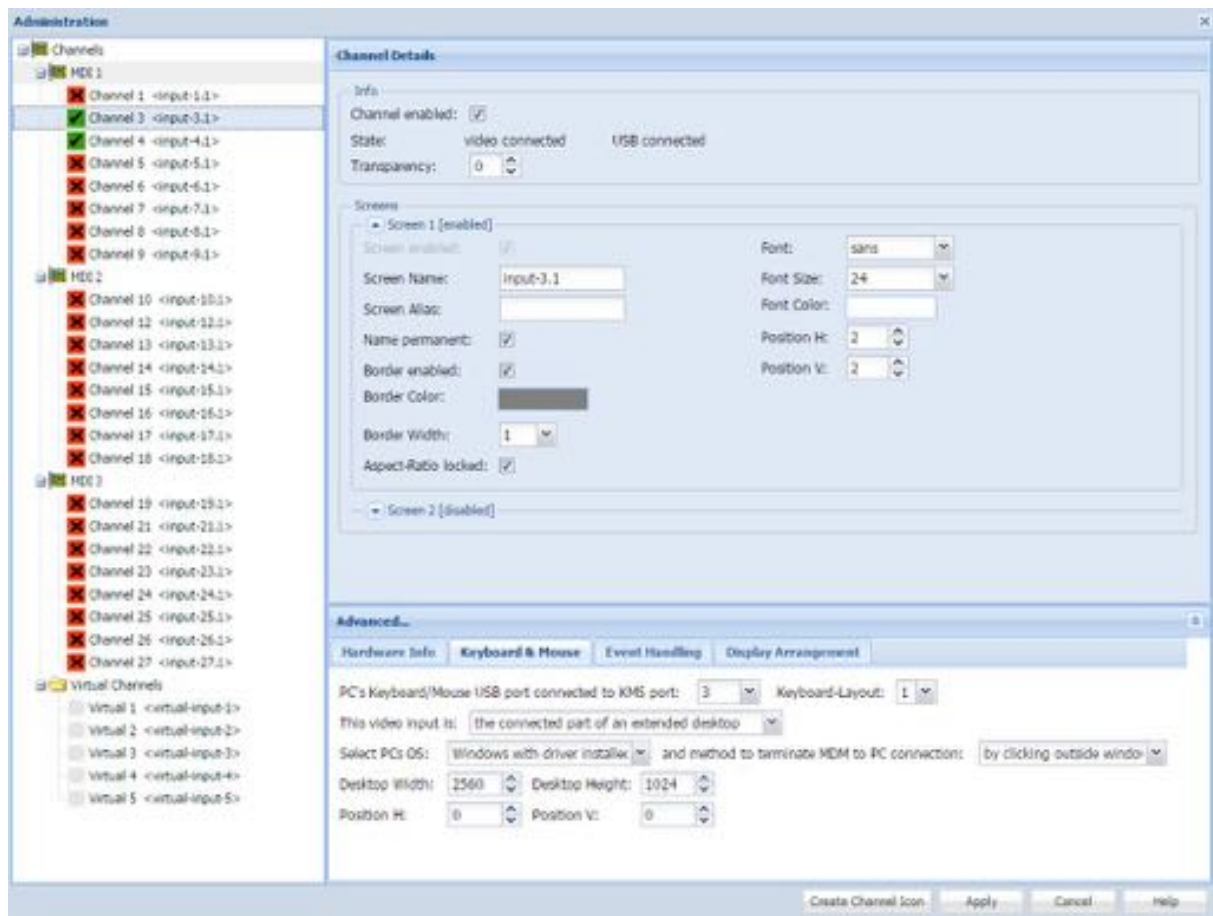 Administration
Channels
MDI 1
Channel 1 <input-1.1>
Channel 3 <input-3.1>
Channel 4 <input-4.1>
Channel 5 <input-5.1>
Channel 6 <input-6.1>
Channel 7 <input-7.1>
Channel 8 <input-8.1>
Channel 9 <input-9.1>
MDI 2
Channel 10 <input-10.1>
Channel 12 <input-12.1>
Channel 13 <input-13.1>
Channel 14 <input-14.1>
Channel 15 <input-15.1>
Channel 16 <input-16.1>
Channel 17 <input-17.1>
Channel 18 <input-18.1>
MDI 3
Channel 19 <input-19.1>
Channel 21 <input-21.1>
Channel 22 <input-22.1>
Channel 23 <input-23.1>
Channel 24 <input-24.1>
Channel 25 <input-25.1>
Channel 26 <input-26.1>
Channel 27 <input-27.1>
Virtual Channels
Virtual 1 <virtual-input-1>
Virtual 2 <virtual-input-2>
Virtual 3 <virtual-input-3>
Virtual 4 <virtual-input-4>
Virtual 5 <virtual-input-5>
Channel Details
Info
Channel enabled:
State: video connected USB connected
Transparency: 0
Screens
Screen 1 [enabled]
Screen enabled: Font: sans
Screen Name: input-3.1 Font Size: 24
Screen Alias: Font Color:
Name permanent: Position H: 2
Border enabled: Position V: 2
Border Color:
Border Width: 1
Aspect-Ratio locked:
Screen 2 [disabled]
Advanced...
Hardware Info Keyboard & Mouse Event Handling Display Arrangement
PC's Keyboard/Mouse USB port connected to KMS port: 3 Keyboard-Layout: 1
This video input is: the connected part of an extended desktop
Select PCs OS: Windows with driver installec and method to terminate MDM to PC connection: by clicking outside windo
Desktop Width: 2560 Desktop Height: 1024
Position H: 0 Position V: 0
Create Channel Icon Apply Cancel Help